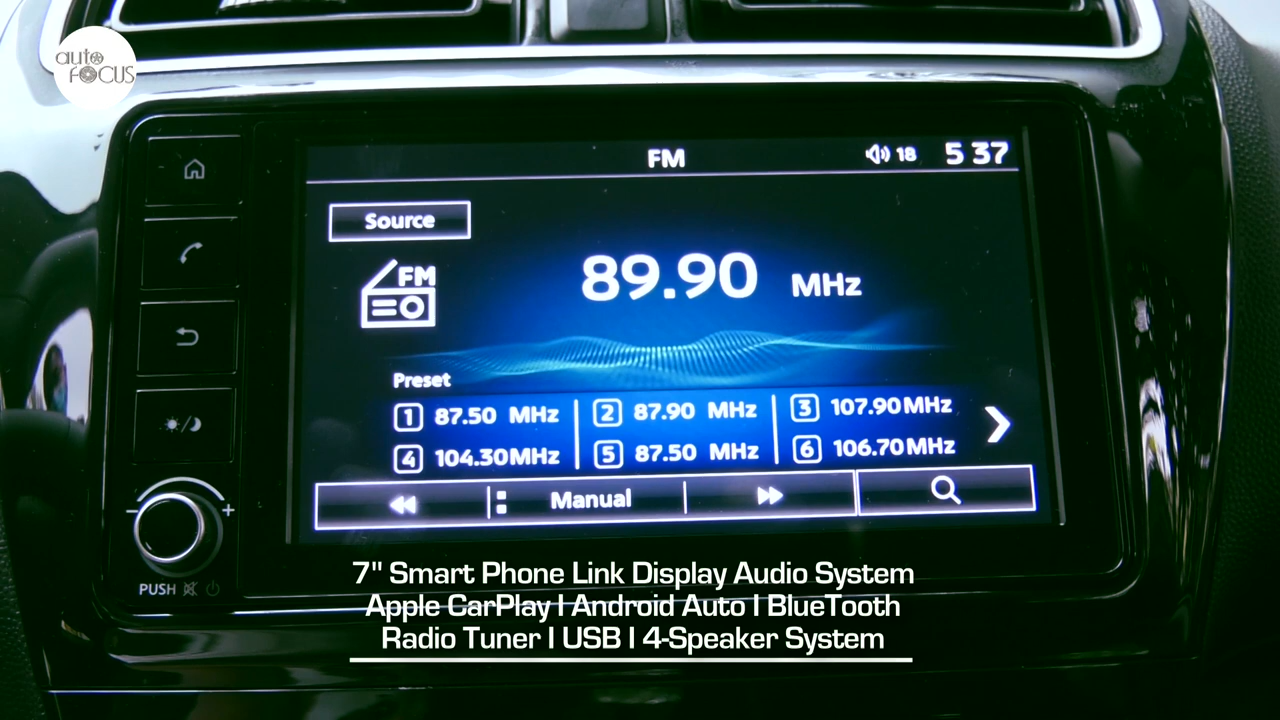 auto
FOCUS
FM
18
5 37
Source
FM
89.90 MHz
Preset
1 87.50 MHz 2 87.90 MHz 3 107.90MHz
4 104.30MHz 5 87.50 MHz 6 106.70MHz
Manual
PUSH
7" Smart Phone Link Display Audio System
Apple CarPlay | Android Auto | BlueTooth
Radio Tuner | USB | 4-Speaker System